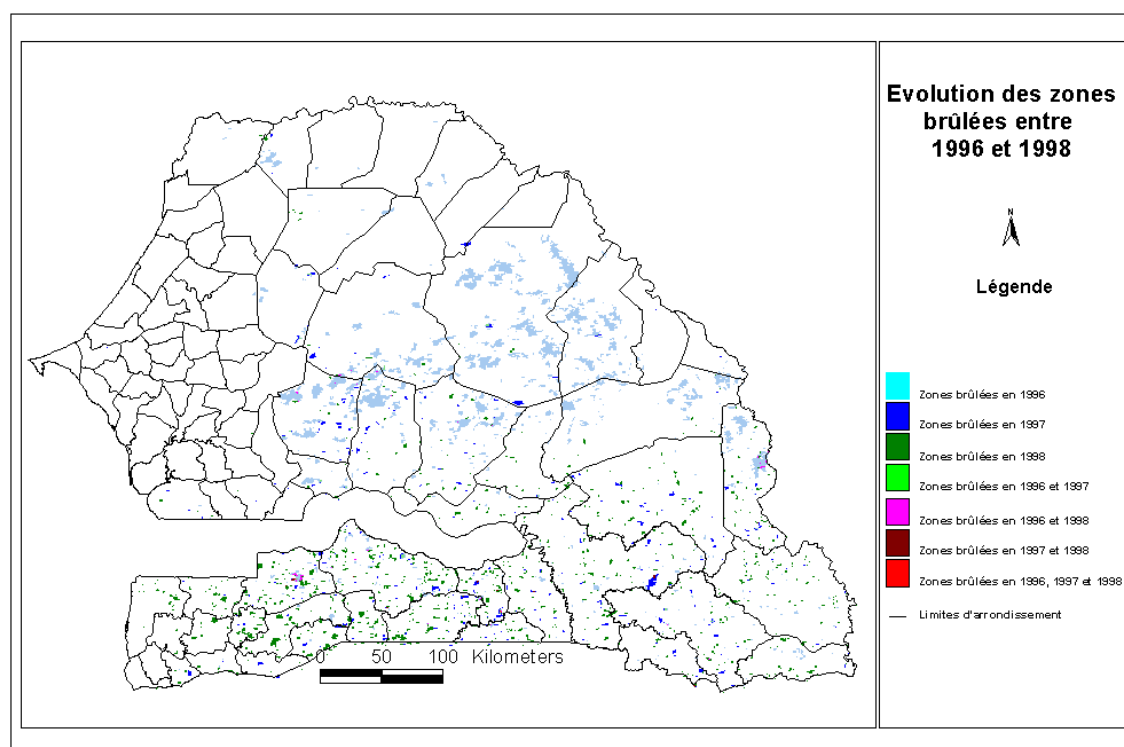 Evolution des zones
brûlées entre
1996 et 1998
N
Légende
Zones brûlées en 1996
Zones brûlées en 1997
Zones brûlées en 1998
Zones brûlées en 1996 et 1997
Zones brûlées en 1996 et 1998
Zones brûlées en 1997 et 1998
Zones brûlées en 1996, 1997 et 1998
Limites d'arrondissement
0 50 100 Kilometers